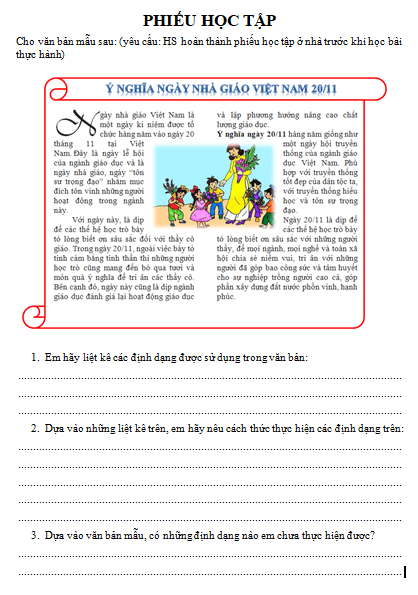 PHIẾU HỌC TẬP
Cho văn bản mẫu sau: (yêu cầu: HS hoàn thành phiếu học tập ở nhà trước khi học bài
thực hành)
Ý NGHĨA NGÀY NHÀ GIÁO VIỆT NAM 20/11
Ngày nhà giáo Việt Nam là
một ngày kỉ niệm được tổ
chức hàng năm vào ngày 20
tháng 11 tại Việt
Nam. Đây là ngày lễ hội
của ngành giáo dục và là
ngày nhà giáo, ngày “tôn
sư trọng đạo” nhằm mục
đích tôn vinh những người
hoạt động trong ngành
này.
Với ngày này, là dịp
để các thế hệ học trò bày
tỏ lòng biết ơn sâu sắc đối với thầy cô
giáo. Trong ngày 20/11, ngoài việc bày tỏ
tình cảm bằng tinh thần thì những người
học trò cũng mang đến bó qua tươi và
món quà ý nghĩa để tri ân các thầy cô.
Bên cạnh đó, ngày này cũng là dịp ngành
giáo dục đánh giá lại hoạt động giáo dục
và lập phương hướng nâng cao chất
lượng giáo dục.
Ý nghĩa ngày 20/11 hàng năm giống như
một ngày hội truyền
thống của ngành giáo
dục Việt Nam. Phù
hợp với truyền thống
tốt đẹp của dân tộc ta,
với truyền thống hiếu
học và tôn sư trọng
đạo.
Ngày 20/11 là dịp để
các thế hệ học trò bày
tỏ lòng biết ơn sâu sắc với những người
thầy, để mọi ngành, mọi nghề và toàn xã
hội chia sẻ niềm vui, tri ân với những
người đã góp bao công sức và tâm huyết
cho sự nghiệp trồng người cao cả, góp
phần xây dựng đất nước phồn vinh, hạnh
phúc.
1. Em hãy liệt kê các định dạng được sử dụng trong văn bản:
2. Dựa vào những liệt kê trên, em hãy nêu cách thức thực hiện các định dạng trên:
3. Dựa vào văn bản mẫu, có những định dạng nào em chưa thực hiện được?